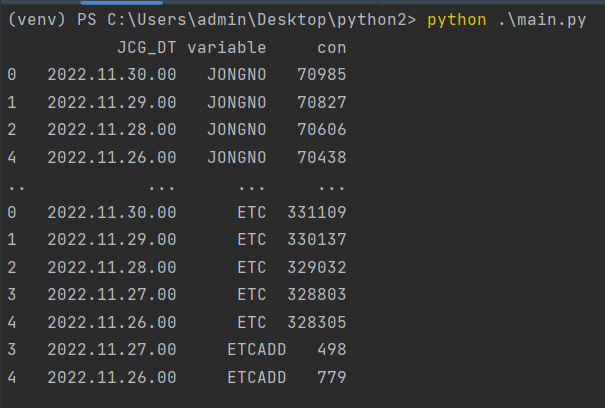 (venv) PS C:\Users\admin\Desktop\python2> python .\main.py
JCG_DT variable con
0 2022.11.30.00 JONGNO 70985
1 2022.11.29.00 JONGNO 70827
2 2022.11.28.00 JONGNO 70606
4 2022.11.26.00 JONGNO 70438
.. ... ... ...
0 2022.11.30.00 ETC 331109
1 2022.11.29.00 ETC 330137
2 2022.11.28.00 ETC 329032
3 2022.11.27.00 ETC 328803
4 2022.11.26.00 ETC 328305
3 2022.11.27.00 ETCADD 498
4 2022.11.26.00 ETCADD 779